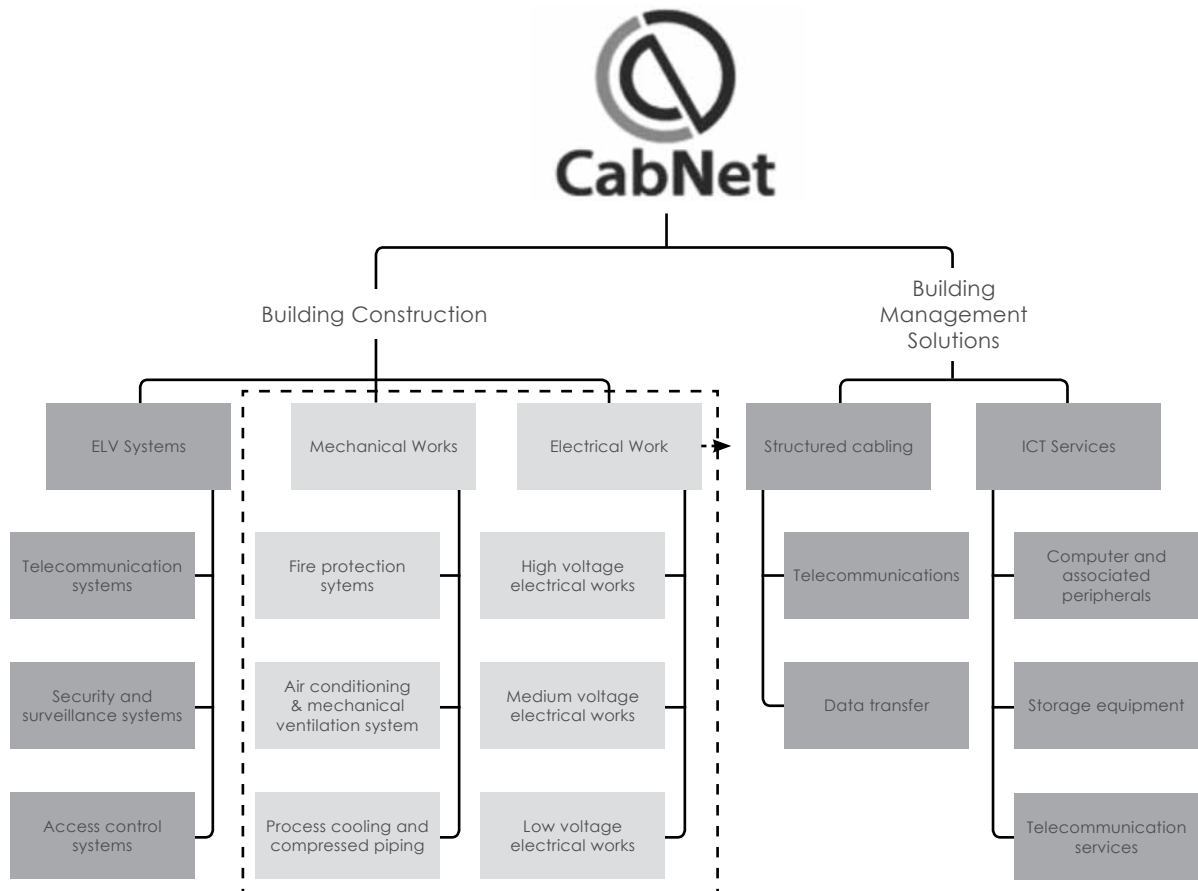 CabNet
Building Construction
Building
Management
Solutions
ELV Systems
Mechanical Works
Electrical Work
Structured cabling
ICT Services
Telecommunication
systems
Fire protection
sytems
High voltage
electrical works
Telecommunications
Computer and
associated
peripherals
Security and
surveillance systems
Air conditioning
& mechanical
ventilation system
Medium voltage
electrical works
Data transfer
Storage equipment
Access control
systems
Process cooling and
compressed piping
Low voltage
electrical works
Telecommunication
services